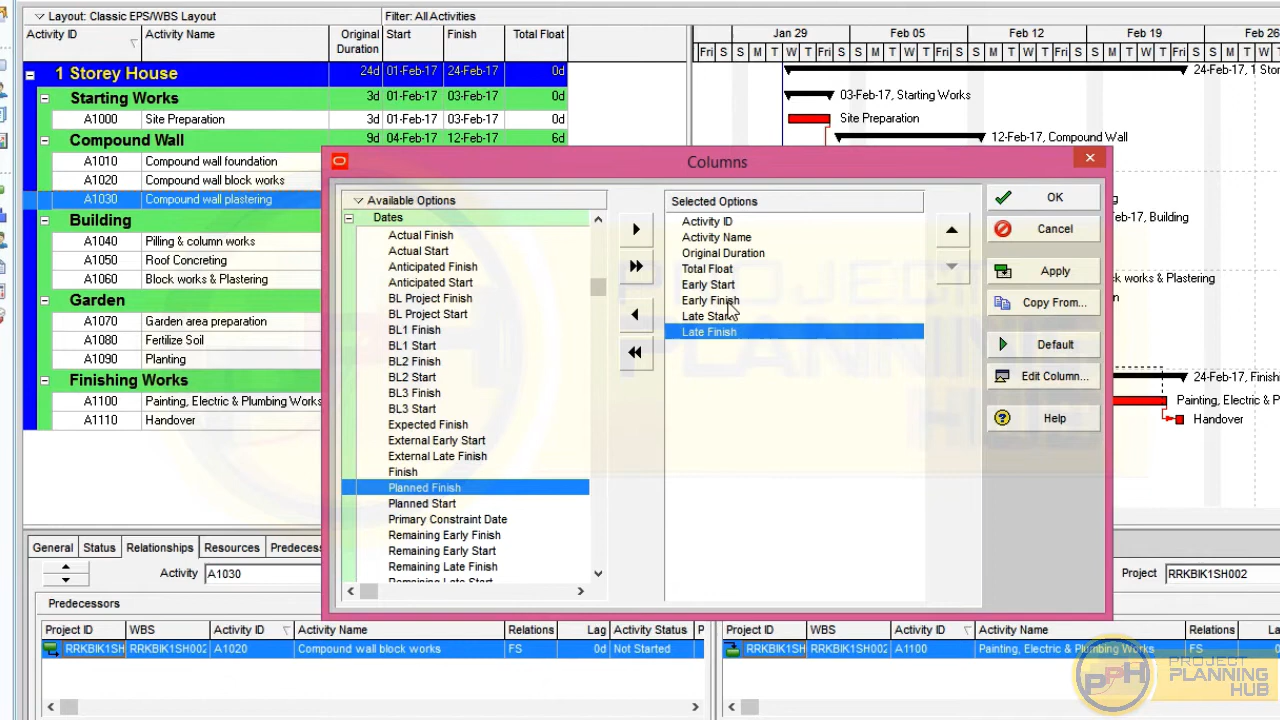 Layout: Classic EPS/WBS Layout
Filter: All Activities
Activity ID
Activity Name
Original Duration
Start
Finish
Total Float
Jan 29
Feb 05
Feb 12
Feb 19
Feb 26
Fri S S M T W T Fri S S M T W T Fri S S M T W T Fri S S M T W T Fri S S M T W
1 Storey House 24d 01-Feb-17 24-Feb-17 0d
24-Feb-17, 1 Stor
Starting Works 3d 01-Feb-17 03-Feb-17 0d
03-Feb-17, Starting Works
A1000 Site Preparation 3d 01-Feb-17 03-Feb-17 0d
Site Preparation
Compound Wall 9d 04-Feb-17 12-Feb-17 6d
12-Feb-17, Compound Wall
A1010 Compound wall foundation
A1020 Compound wall block works
A1030 Compound wall plastering
Building
A1040 Pilling & column works
A1050 Roof Concreting
A1060 Block works & Plastering
Garden
A1070 Garden area preparation
A1080 Fertilize Soil
A1090 Planting
Finishing Works
A1100 Painting, Electric & Plumbing Works
A1110 Handover
g
Building
ck works & Plastering
24-Feb-17, Finish
Painting, Electric & P
Handover
Columns
Available Options
Dates
Actual Finish
Actual Start
Anticipated Finish
Anticipated Start
BL Project Finish
BL Project Start
BL1 Finish
BL1 Start
BL2 Finish
BL2 Start
BL3 Finish
BL3 Start
Expected Finish
External Early Start
External Late Finish
Finish
Planned Finish
Planned Start
Primary Constraint Date
Remaining Early Finish
Remaining Early Start
Remaining Late Finish
Remaining Late Start
Selected Options
Activity ID
Activity Name
Original Duration
Total Float
Early Start
Early Finish
Late Start
Late Finish
OK
Cancel
Apply
Copy From...
Default
Edit Column...
Help
PROJECT
PLANNING
HUB
General Status Relationships Resources Predecess
Activity A1030
Project RRKBIK1SH002
Predecessors
Project ID WBS Activity ID Activity Name Relations Lag Activity Status P
RRKBIK1SH RRKBIK1SH002 A1020 Compound wall block works FS 0d Not Started
Project ID WBS Activity ID Activity Name Relations La
RRKBIK1SH RRKBIK1SH002 A1100 Painting, Electric & Plumbing Works FS
PPH
PROJECT
PLANNING
HUB